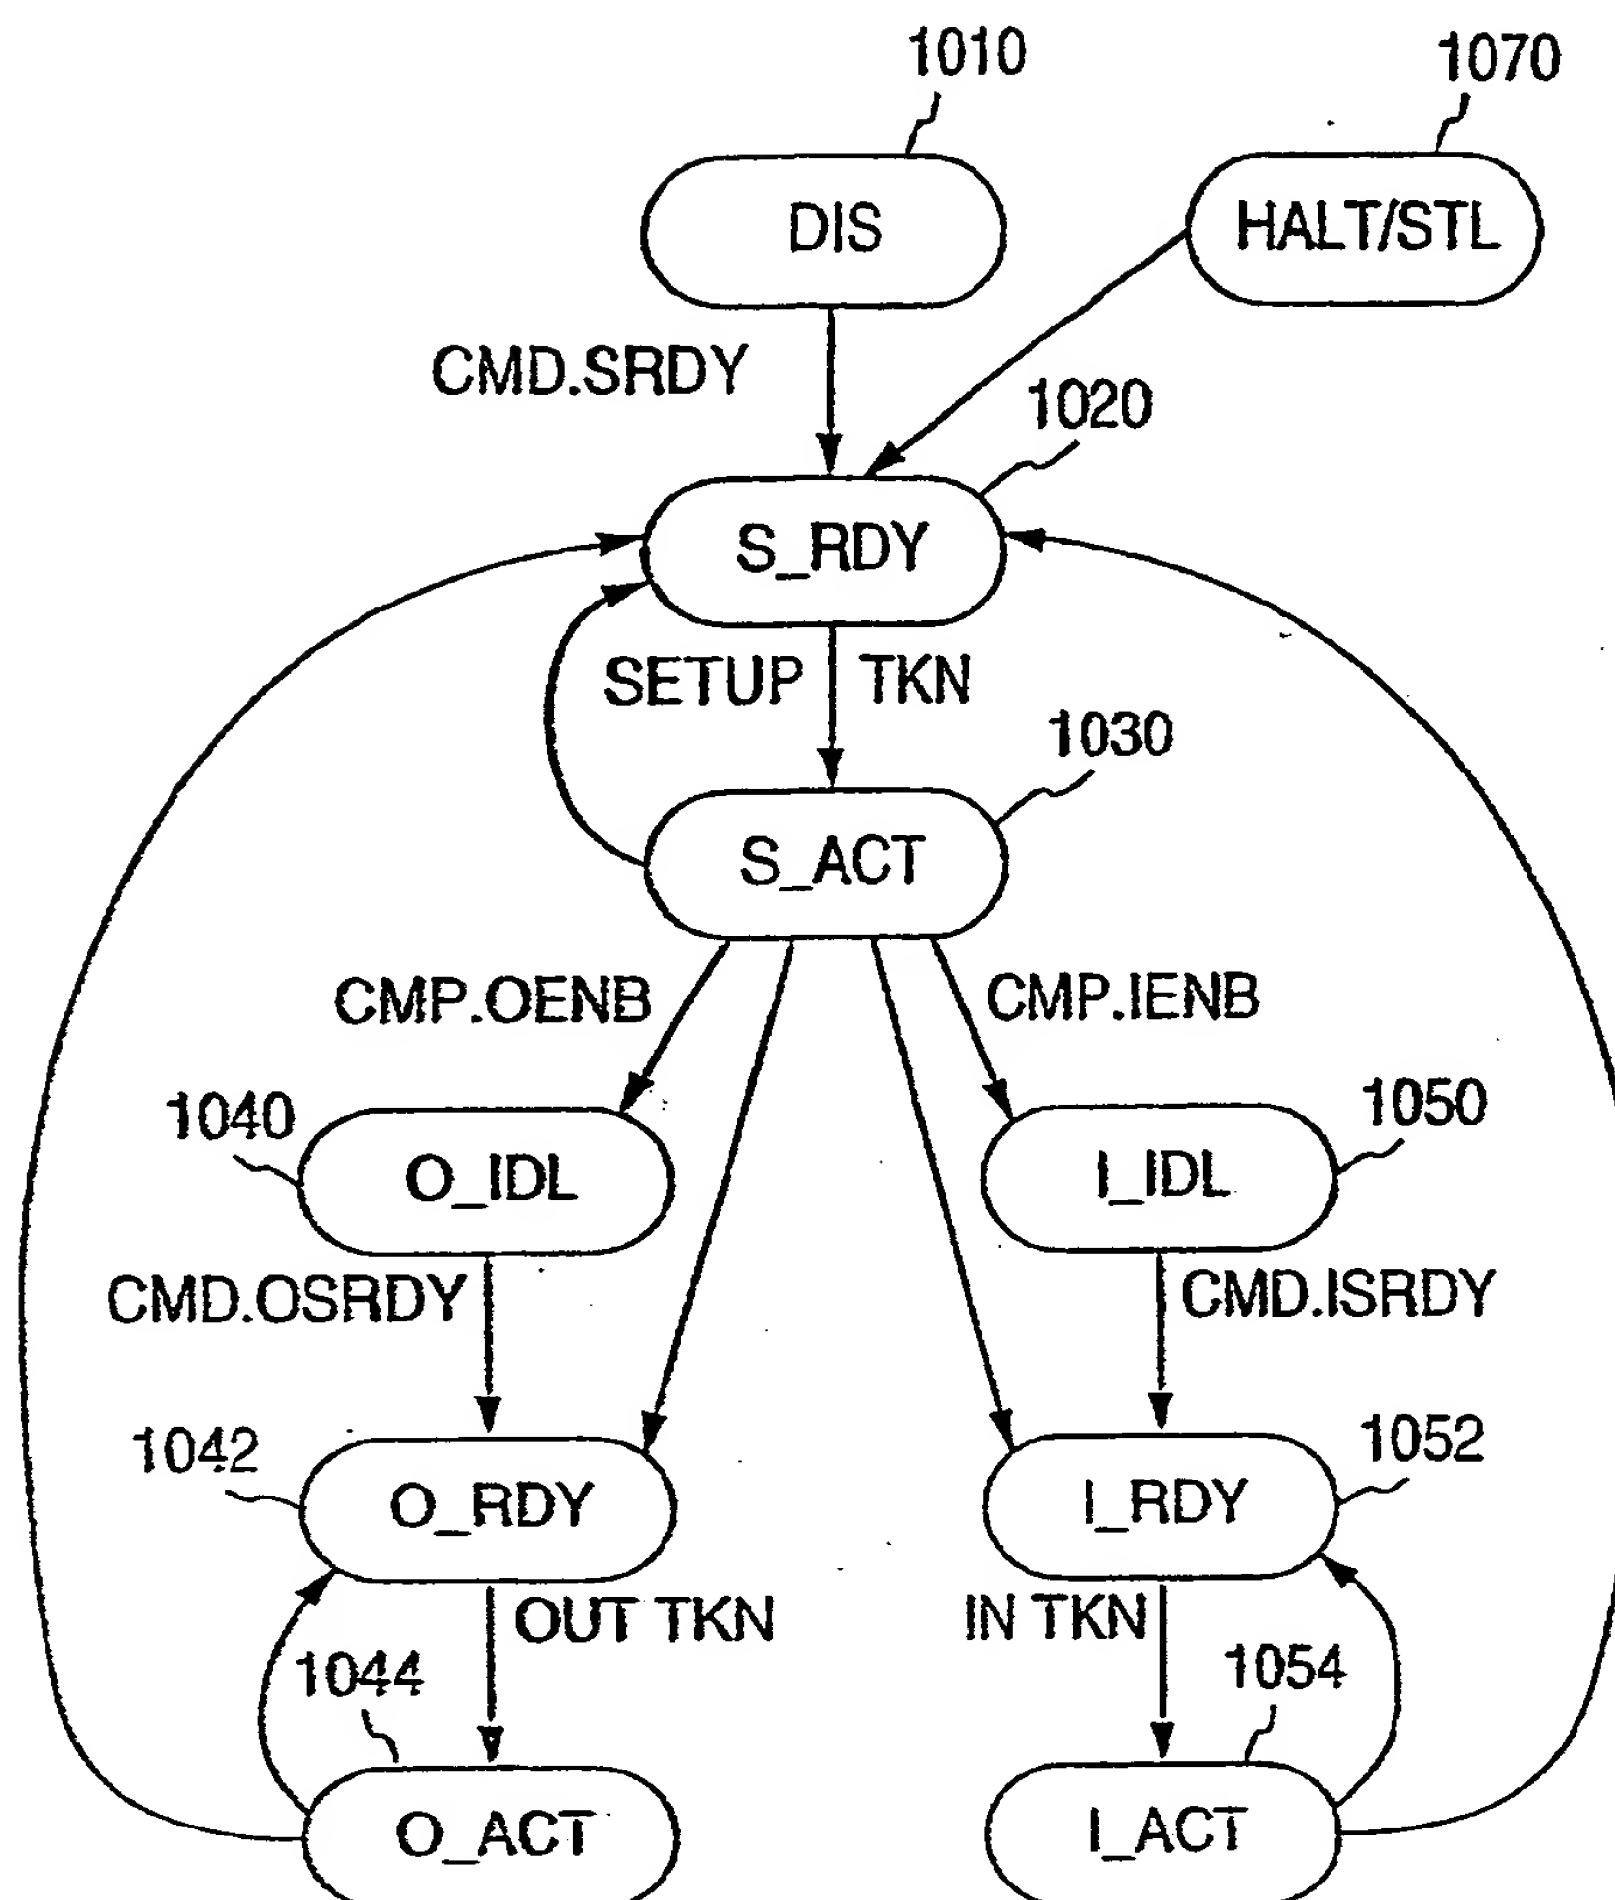 1010
1070
DIS
HALT/STL
CMD.SRDY
1020
S_RDY
SETUP TKN
1030
S_ACT
CMP.OENB
CMP.IENB
1040
1050
O_IDL
I_IDL
CMD.OSRDY
CMD.ISRDY
1042
1052
O_RDY
I_RDY
OUT TKN
IN TKN
1044
1054
O_ACT
I_ACT